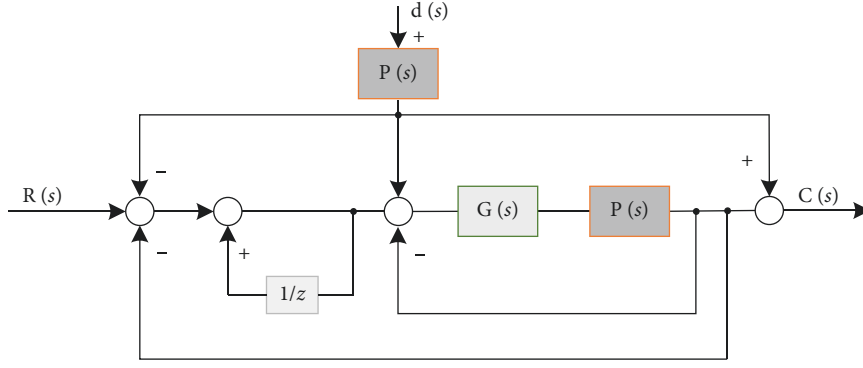 d (s)
+
P (s)
− +
R (s) C (s)
G (s) P (s)
− + −
1/z